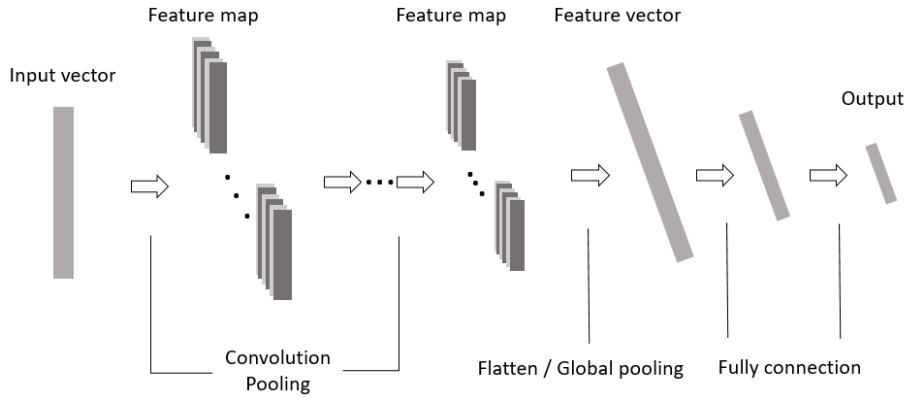 Feature map
Feature map
Feature vector
Input vector
Output
Convolution
Pooling
Flatten / Global pooling
Fully connection